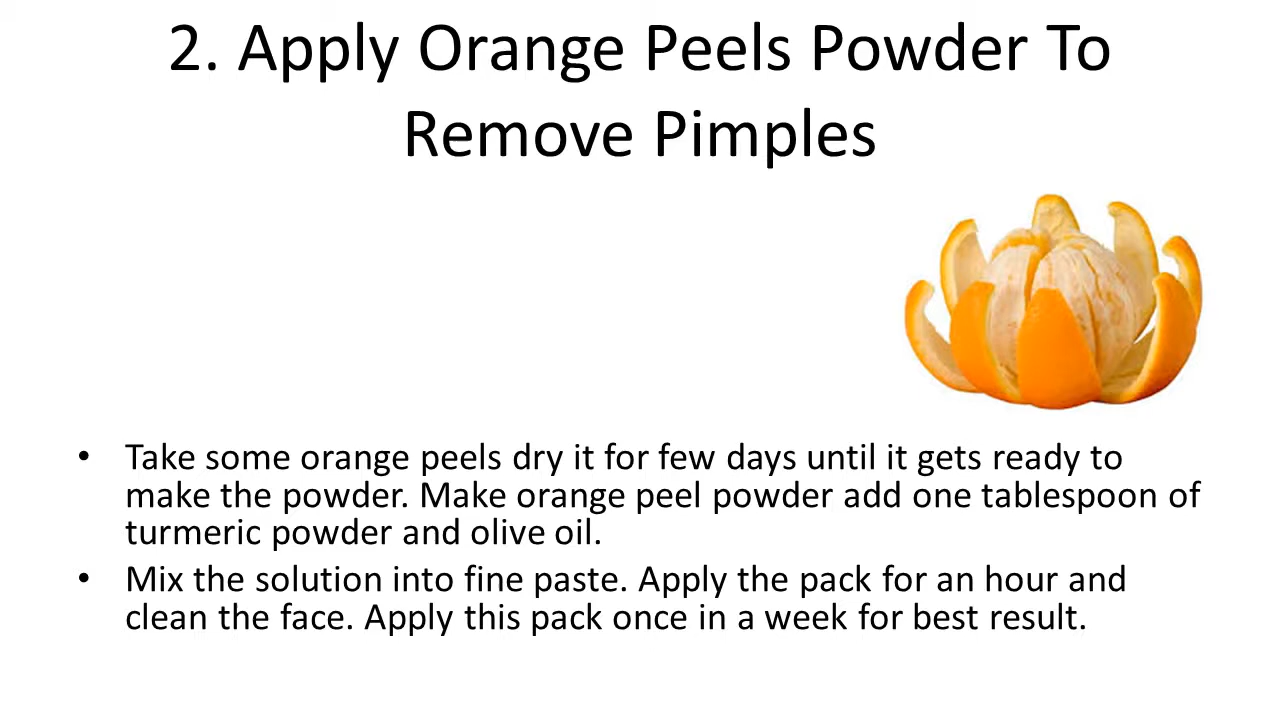 2. Apply Orange Peels Powder To
Remove Pimples
• Take some orange peels dry it for few days until it gets ready to
make the powder. Make orange peel powder add one tablespoon of
turmeric powder and olive oil.
• Mix the solution into fine paste. Apply the pack for an hour and
clean the face. Apply this pack once in a week for best result.